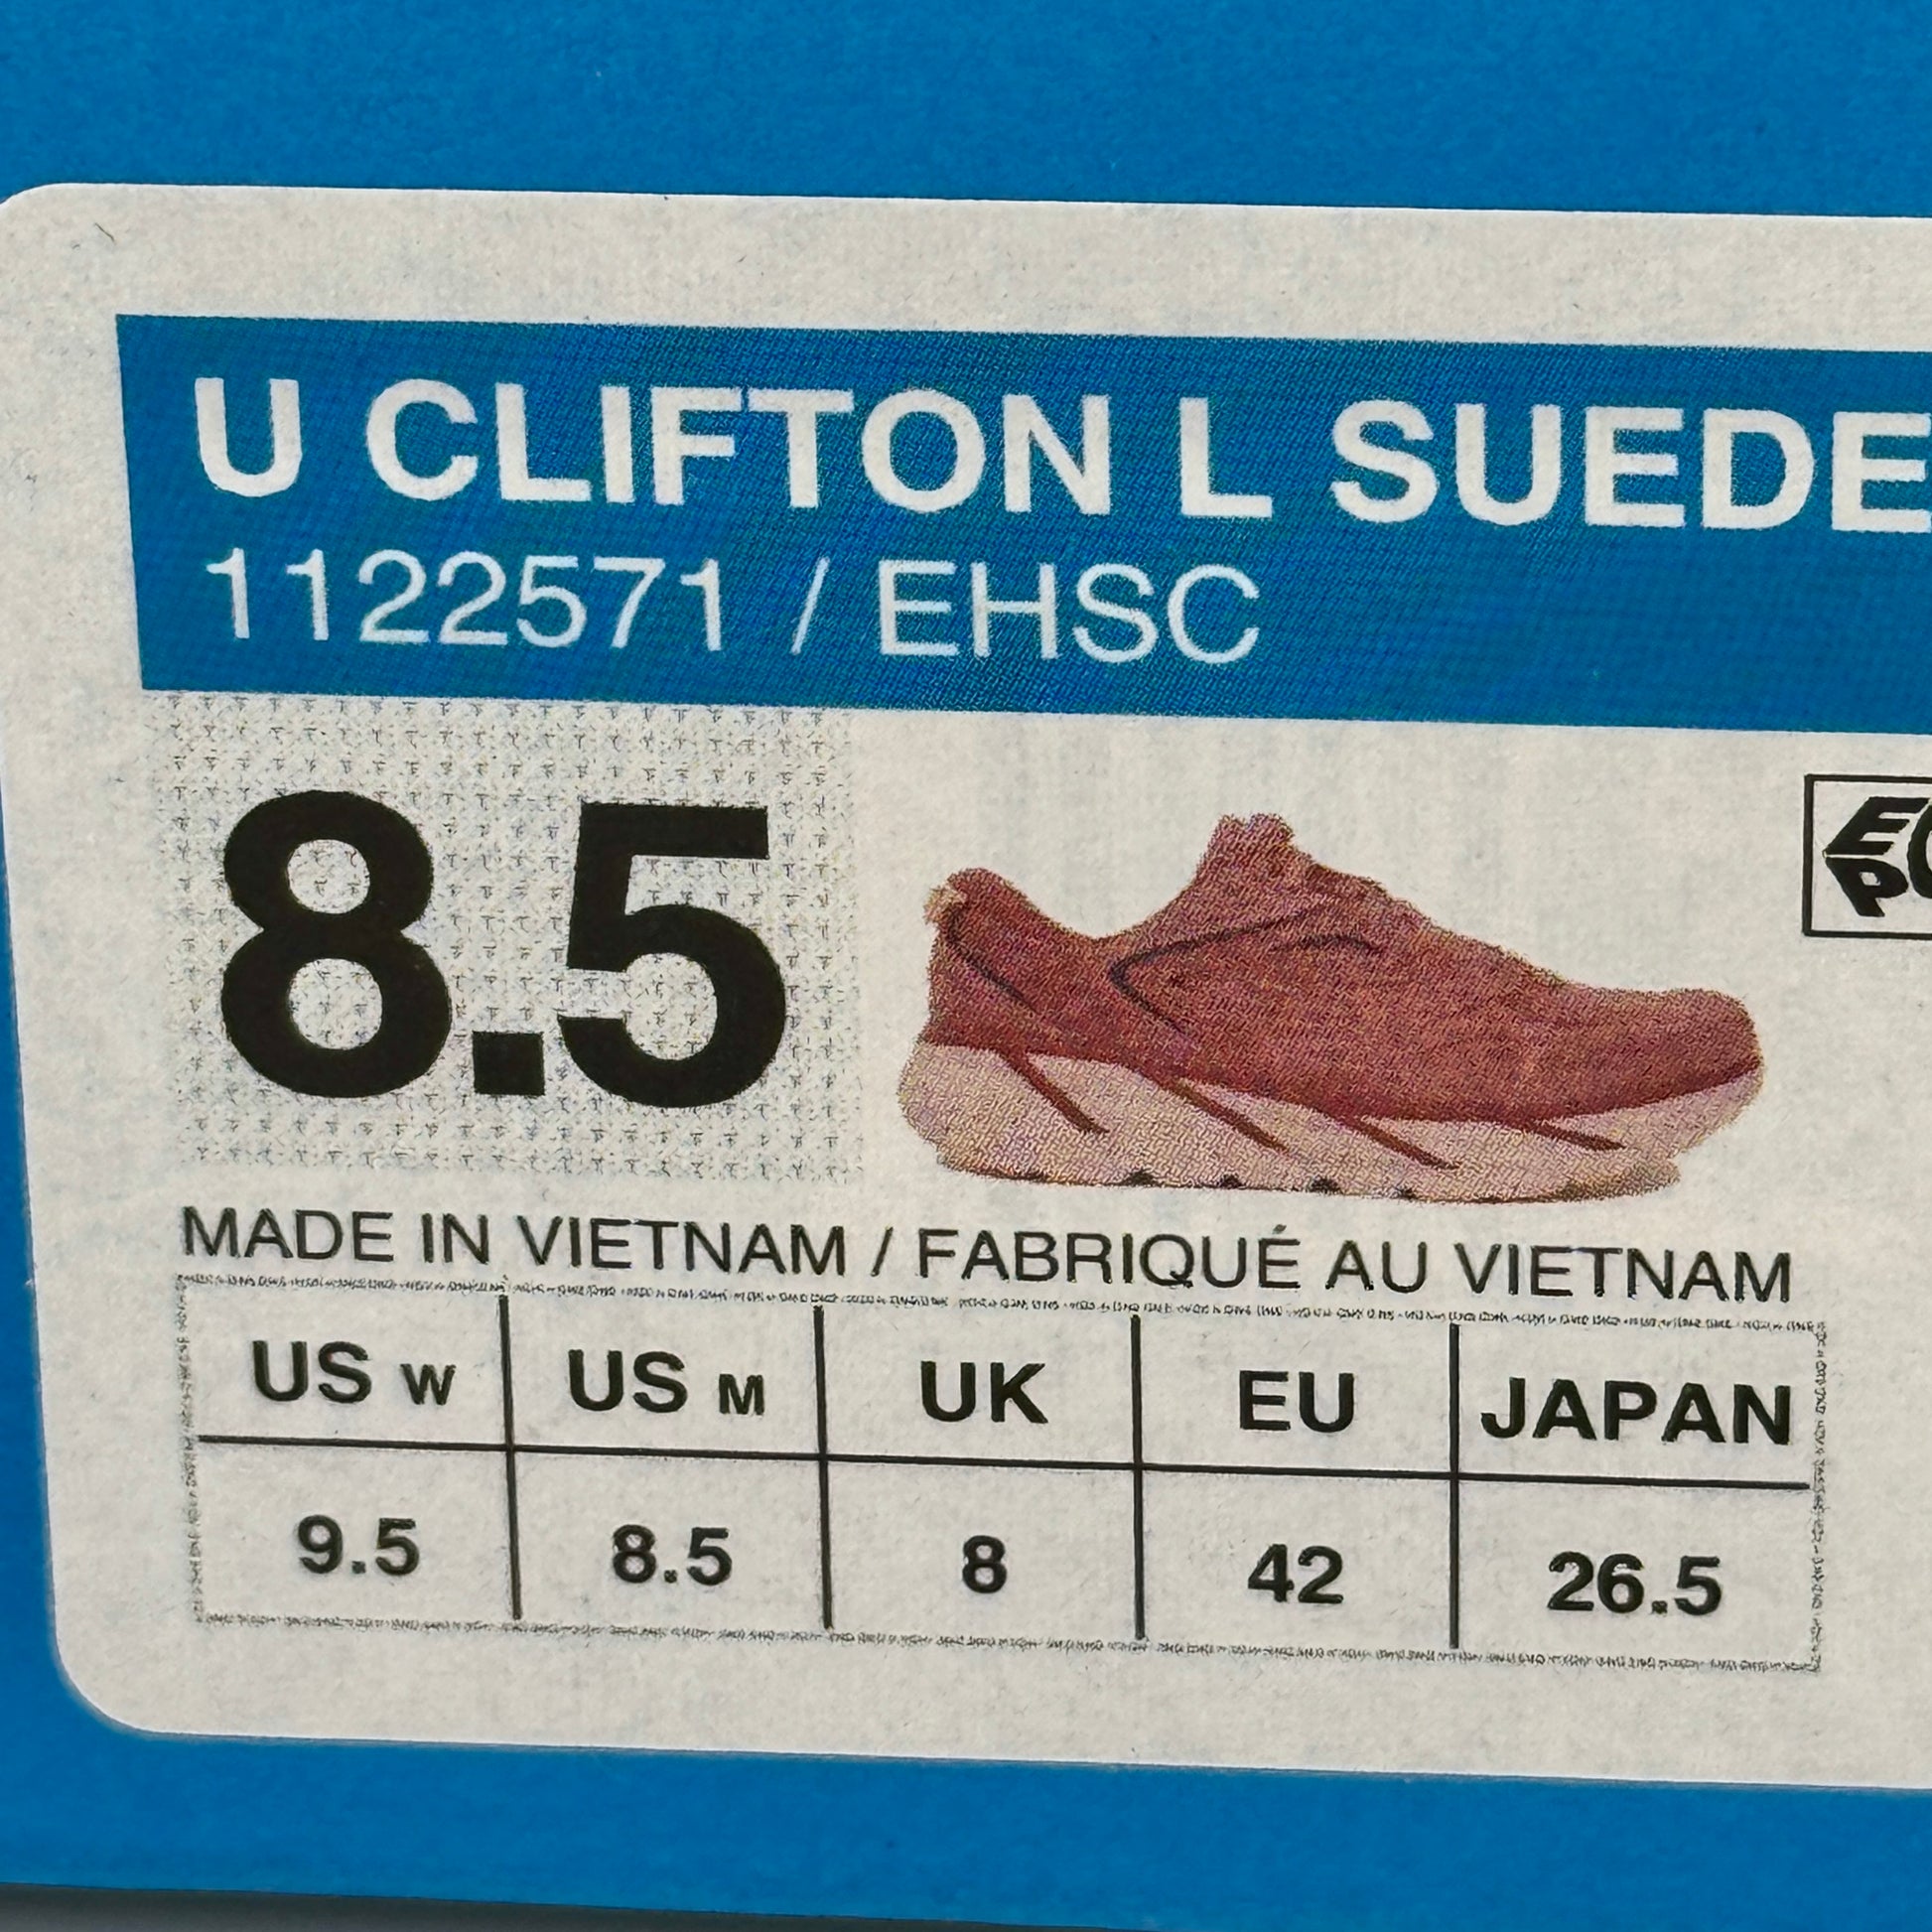 U CLIFTON L SUEDE
1122571 / EHSC
8.5
MADE IN VIETNAM / FABRIQUÉ AU VIETNAM
US W US M UK EU JAPAN
9.5 8.5 8 42 26.5